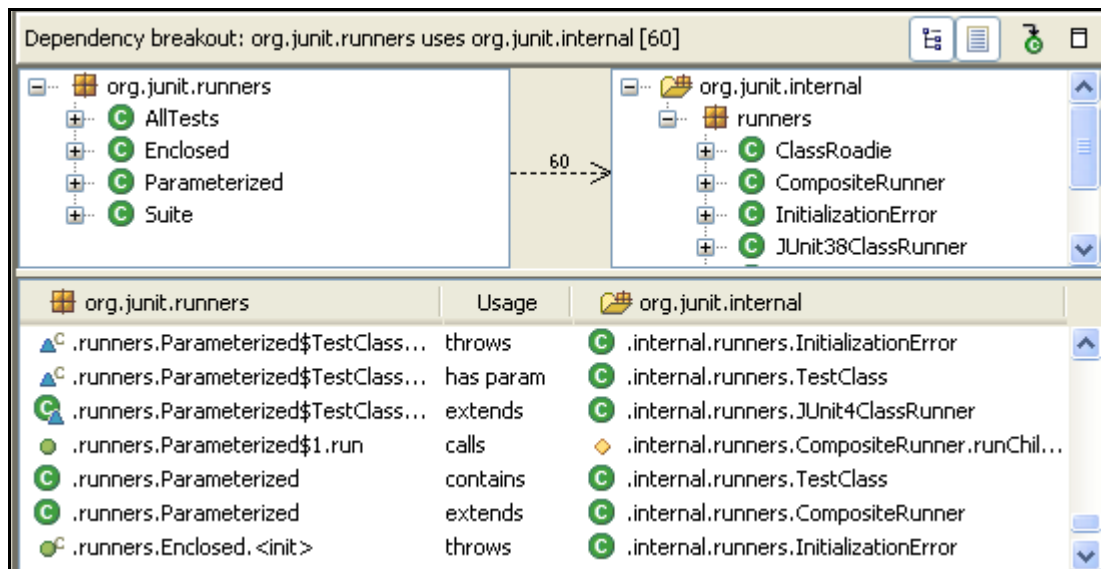 Dependency breakout: org.junit.runners uses org.junit.internal [60]
org.junit.runners
AllTests
Enclosed
Parameterized
Suite
60
org.junit.internal
runners
ClassRoadie
CompositeRunner
InitializationError
JUnit38ClassRunner
org.junit.runners Usage org.junit.internal
.runners.Parameterized$TestClass... throws .internal.runners.InitializationError
.runners.Parameterized$TestClass... has param .internal.runners.TestClass
.runners.Parameterized$TestClass... extends .internal.runners.JUnit4ClassRunner
.runners.Parameterized$1.run calls .internal.runners.CompositeRunner.runChil...
.runners.Parameterized contains .internal.runners.TestClass
.runners.Parameterized extends .internal.runners.CompositeRunner
.runners.Enclosed.<init> throws .internal.runners.InitializationError